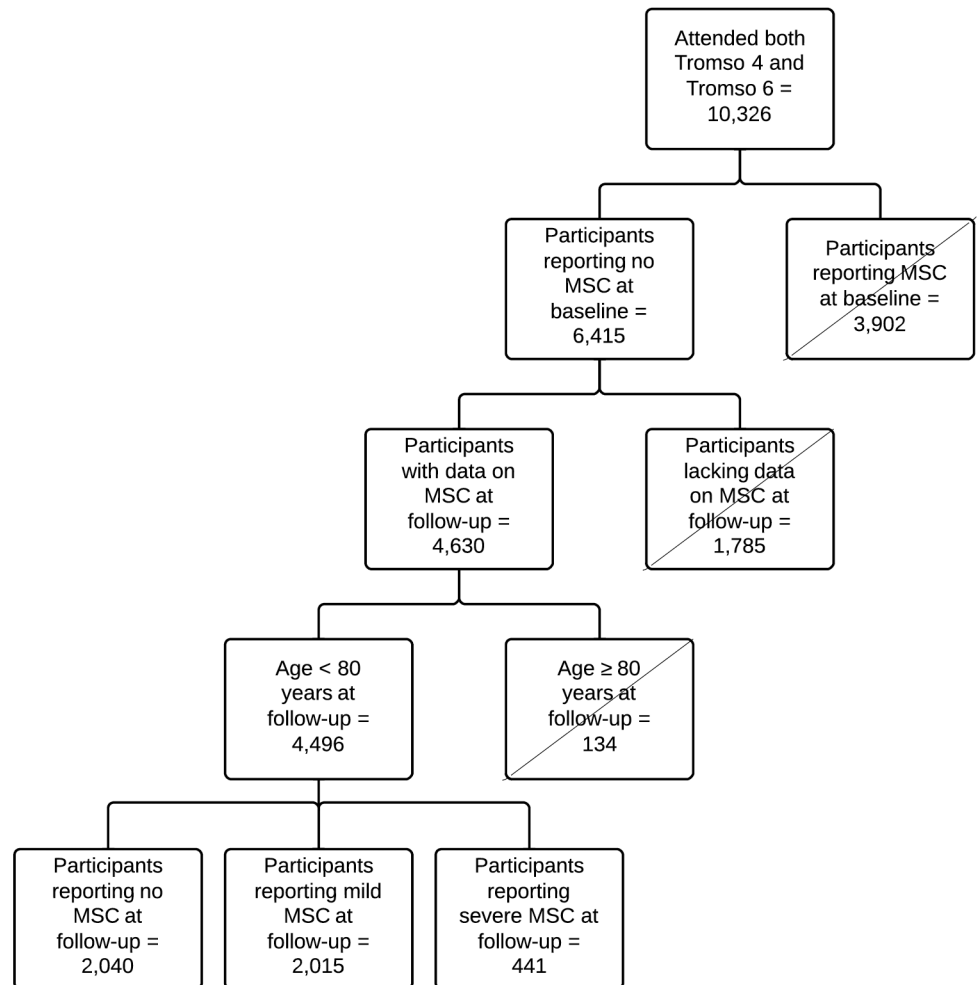 Attended both
Tromso 4 and
Tromso 6 =
10,326
Participants
reporting no
MSC at
baseline =
6,415
Participants
reporting MSC
at baseline =
3,902
Participants
with data on
MSC at
follow-up =
4,630
Participants
lacking data
on MSC at
follow-up =
1,785
Age < 80
years at
follow-up =
4,496
Age ≥ 80
years at
follow-up =
134
Participants
reporting no
MSC at
follow-up =
2,040
Participants
reporting mild
MSC at
follow-up =
2,015
Participants
reporting
severe MSC at
follow-up =
441